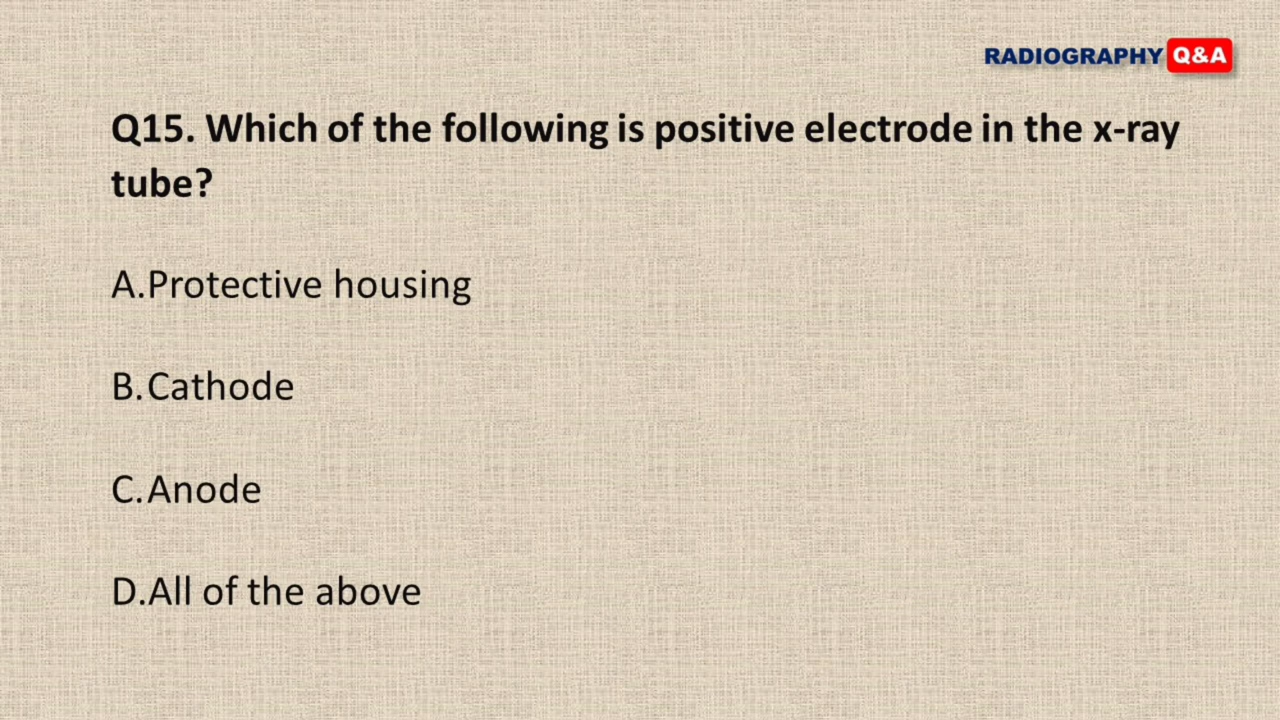 RADIOGRAPHY Q&A
Q15. Which of the following is positive electrode in the x-ray
tube?
A.Protective housing
B.Cathode
C.Anode
D.All of the above